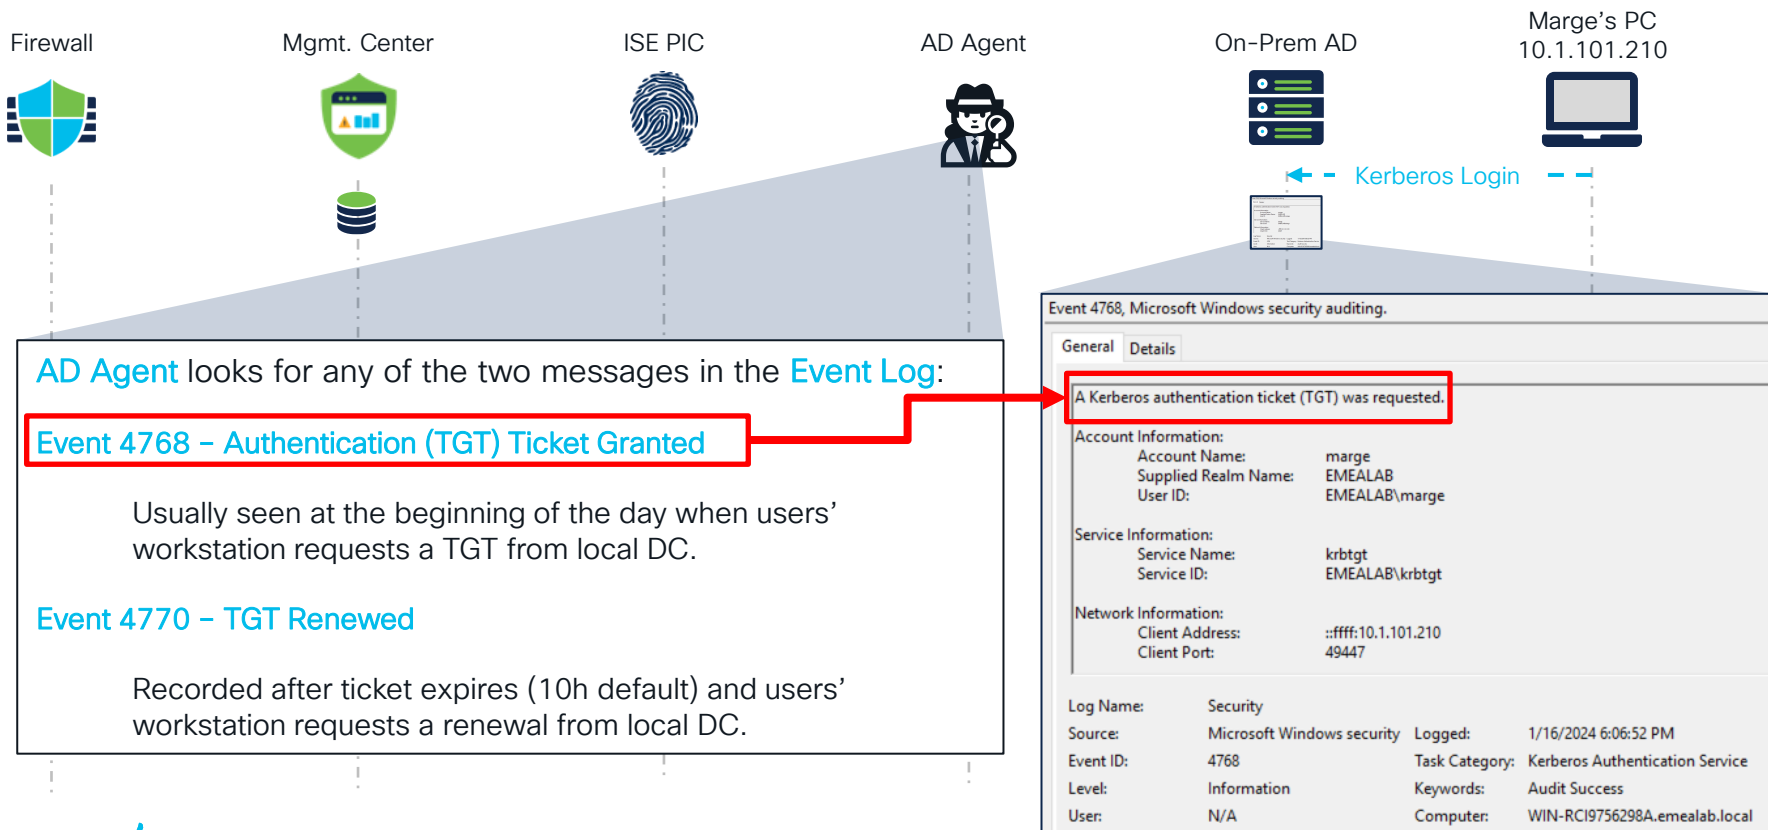 Firewall
Mgmt. Center
ISE PIC
AD Agent
On-Prem AD
Marge's PC
10.1.101.210
Kerberos Login
AD Agent looks for any of the two messages in the Event Log:
Event 4768 – Authentication (TGT) Ticket Granted
Usually seen at the beginning of the day when users'
workstation requests a TGT from local DC.
Event 4770 – TGT Renewed
Recorded after ticket expires (10h default) and users'
workstation requests a renewal from local DC.
Event 4768, Microsoft Windows security auditing.
General Details
A Kerberos authentication ticket (TGT) was requested.
Account Information:
Account Name: marge
Supplied Realm Name: EMEALAB
User ID: EMEALAB\marge
Service Information:
Service Name: krbtgt
Service ID: EMEALAB\krbtgt
Network Information:
Client Address: ::ffff:10.1.101.210
Client Port: 49447
Log Name: Security
Source: Microsoft Windows security Logged: 1/16/2024 6:06:52 PM
Event ID: 4768 Task Category: Kerberos Authentication Service
Level: Information Keywords: Audit Success
User: N/A Computer: WIN-RCI9756298A.emealab.local